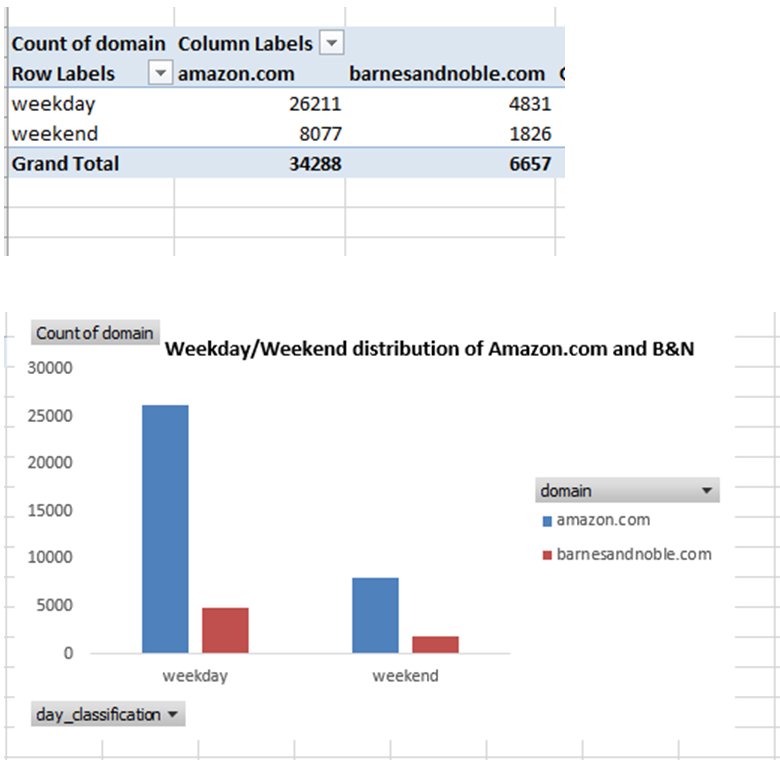 Count of domain Column Labels
Row Labels amazon.com barnesandnoble.com
weekday 26211 4831
weekend 8077 1826
Grand Total 34288 6657
Count of domain
Weekday/Weekend distribution of Amazon.com and B&N
30000
25000
20000
15000
10000
5000
0
weekday weekend
domain
amazon.com
barnesandnoble.com
day_classification